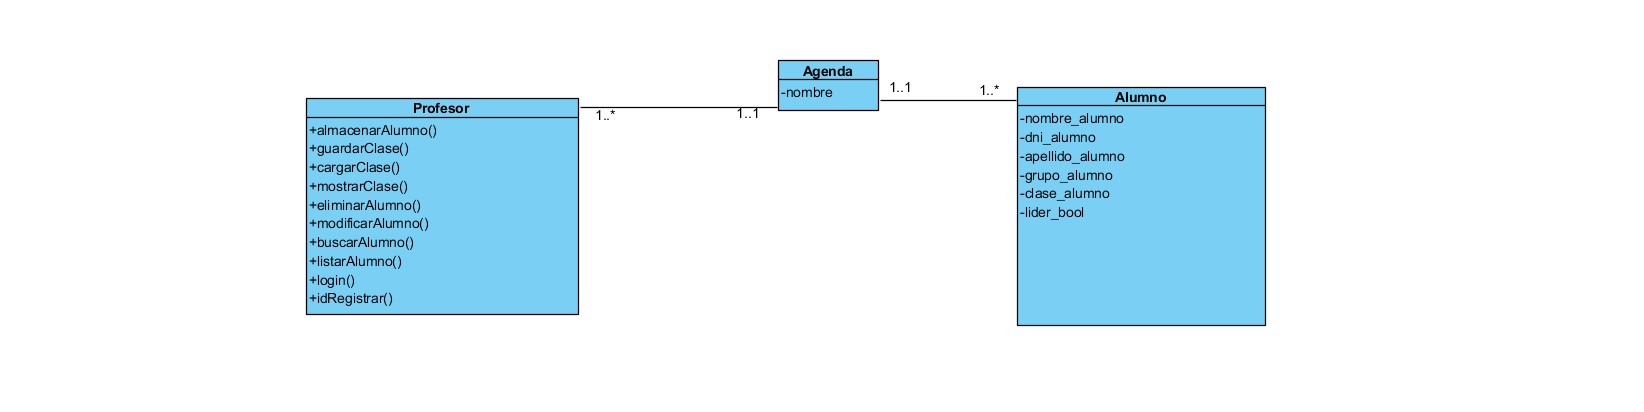 Profesor
+almacenarAlumno()
+guardarClase()
+cargarClase()
+mostrarClase()
+eliminarAlumno()
+modificarAlumno()
+buscarAlumno()
+listarAlumno()
+login()
+idRegistrar()
1..*
1..1
Agenda
-nombre
1..1
1..*
Alumno
-nombre_alumno
-dni_alumno
-apellido_alumno
-grupo_alumno
-clase_alumno
-lider_bool